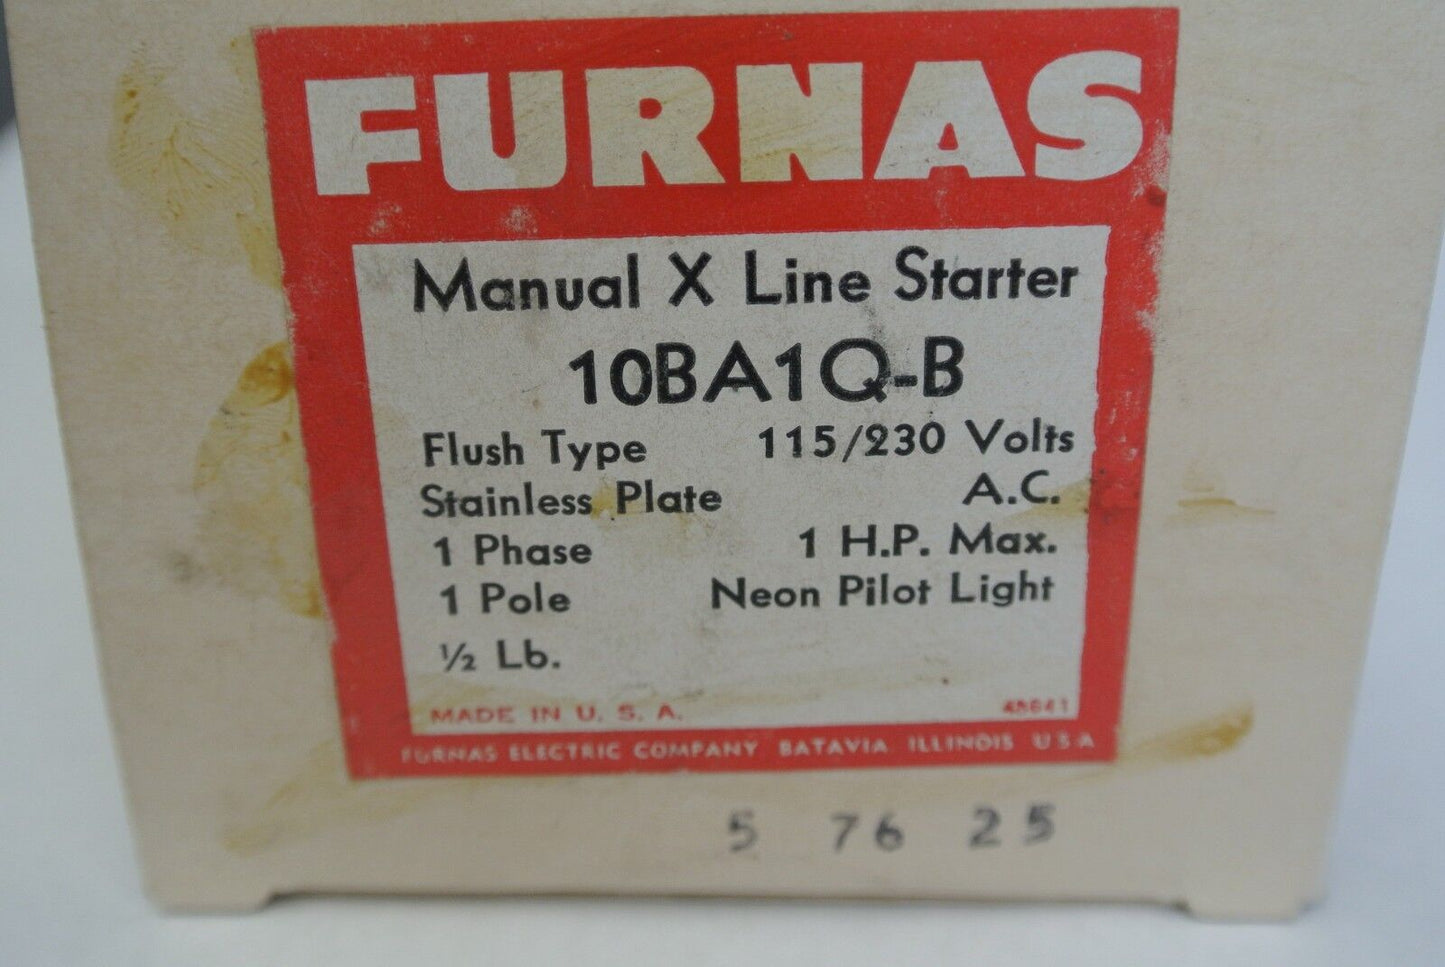 FURNAS
Manual X Line Starter
10BA1Q-B
Flush Type 115/230 Volts
Stainless Plate A.C.
1 Phase 1 H.P. Max.
1 Pole Neon Pilot Light
½ Lb.
MADE IN U. S. A. 48641
FURNAS ELECTRIC COMPANY BATAVIA ILLINOIS U S A
5 76 25